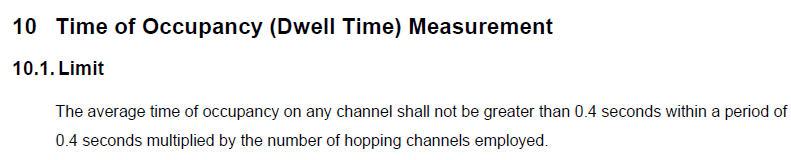 10 Time of Occupancy (Dwell Time) Measurement
10.1. Limit
The average time of occupancy on any channel shall not be greater than 0.4 seconds within a period of
0.4 seconds multiplied by the number of hopping channels employed.